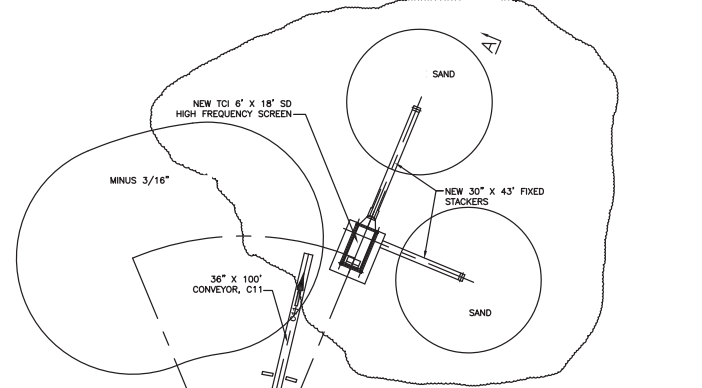 A
SAND
NEW TCI 6' X 18' SD
HIGH FREQUENCY SCREEN
MINUS 3/16"
NEW 30" X 43' FIXED
STACKERS
36" X 100'
CONVEYOR, C11
SAND